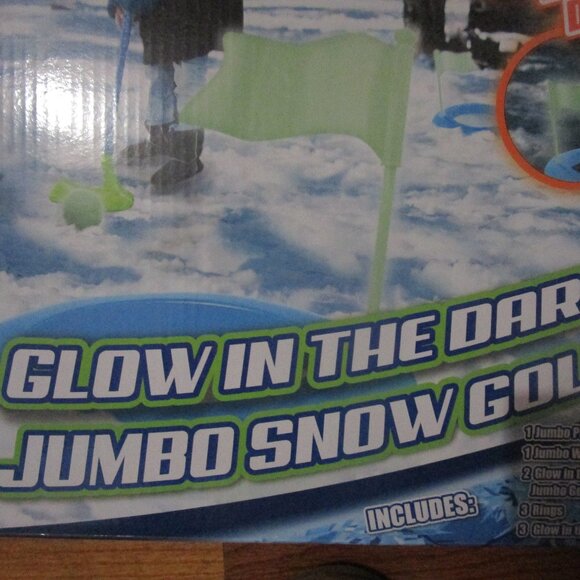 GLOW IN THE DAR
JUMBO SNOW GOL
INCLUDES:
1 Jumbo P
1 Jumbo W
2 Glow in
Jumbo G
3 Rings
3 Glow in